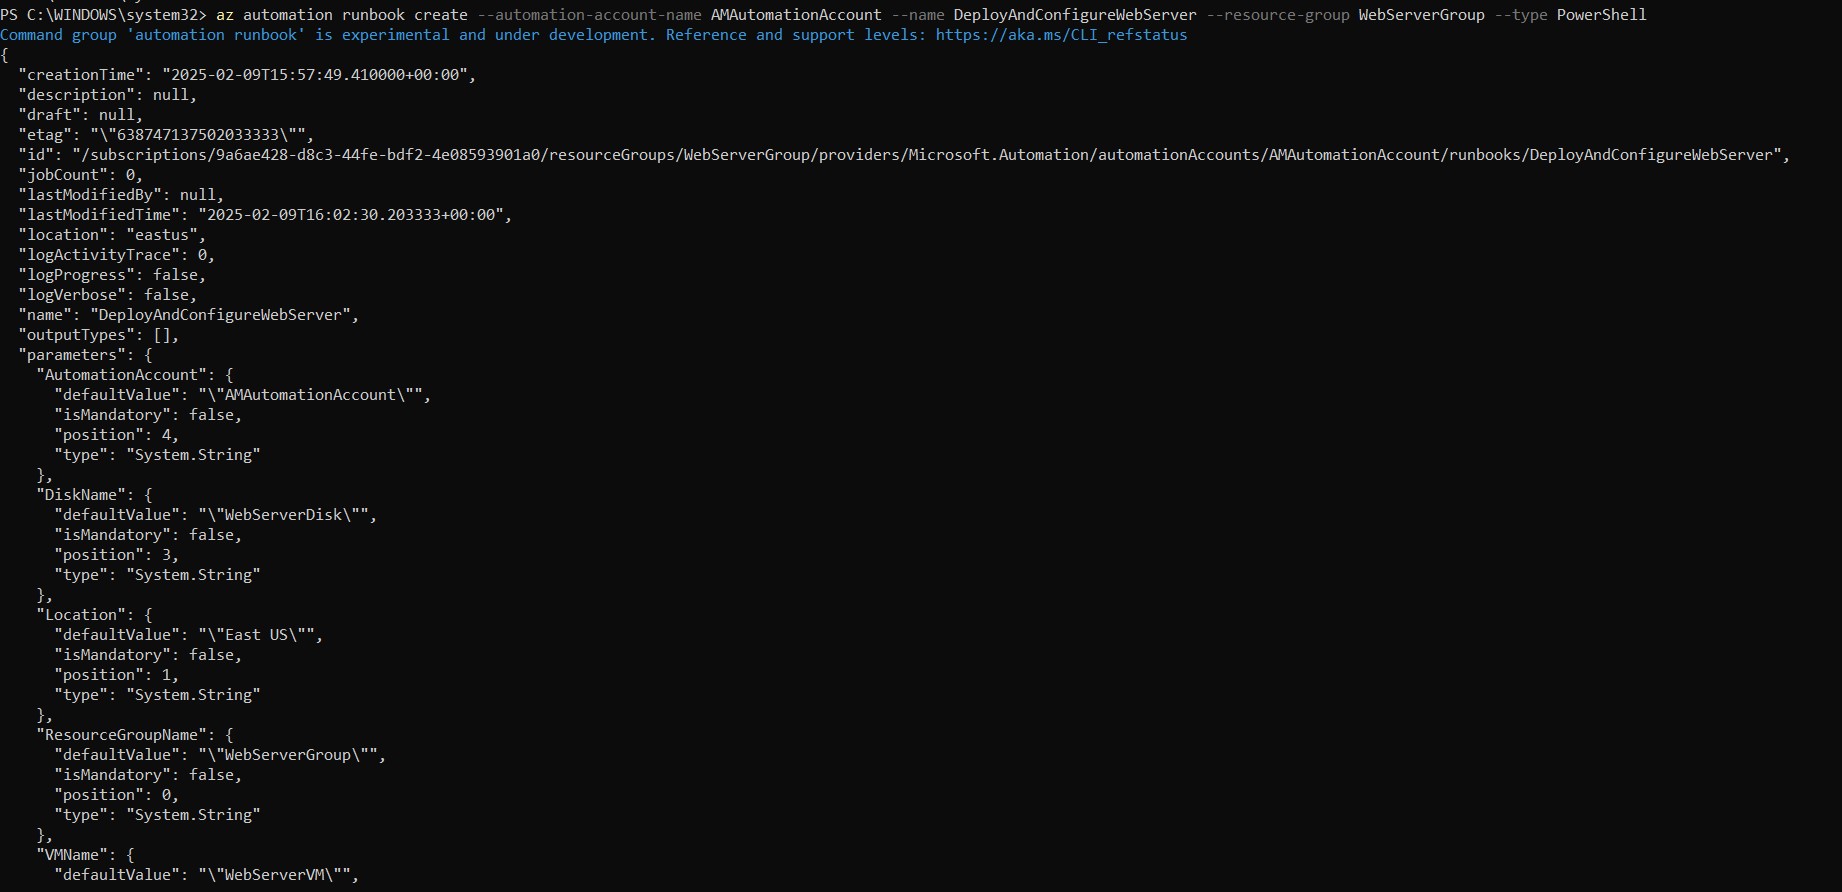 PS C:\WINDOWS\system32> az automation runbook create --automation-account-name AMAutomationAccount --name DeployAndConfigureWebServer --resource-group WebServerGroup --type PowerShell
Command group 'automation runbook' is experimental and under development. Reference and support levels: https://aka.ms/CLI_refstatus
{
  "creationTime": "2025-02-09T15:57:49.410000+00:00",
  "description": null,
  "draft": null,
  "etag": "\"638747137502033333\"",
  "id": "/subscriptions/9a6ae428-d8c3-44fe-bdf2-4e08593901a0/resourceGroups/WebServerGroup/providers/Microsoft.Automation/automationAccounts/AMAutomationAccount/runbooks/DeployAndConfigureWebServer",
  "jobCount": 0,
  "lastModifiedBy": null,
  "lastModifiedTime": "2025-02-09T16:02:30.203333+00:00",
  "location": "eastus",
  "logActivityTrace": 0,
  "logProgress": false,
  "logVerbose": false,
  "name": "DeployAndConfigureWebServer",
  "outputTypes": [],
  "parameters": {
    "AutomationAccount": {
      "defaultValue": "\"AMAutomationAccount\"",
      "isMandatory": false,
      "position": 4,
      "type": "System.String"
    },
    "DiskName": {
      "defaultValue": "\"WebServerDisk\"",
      "isMandatory": false,
      "position": 3,
      "type": "System.String"
    },
    "Location": {
      "defaultValue": "\"East US\"",
      "isMandatory": false,
      "position": 1,
      "type": "System.String"
    },
    "ResourceGroupName": {
      "defaultValue": "\"WebServerGroup\"",
      "isMandatory": false,
      "position": 0,
      "type": "System.String"
    },
    "VMName": {
      "defaultValue": "\"WebServerVM\"",